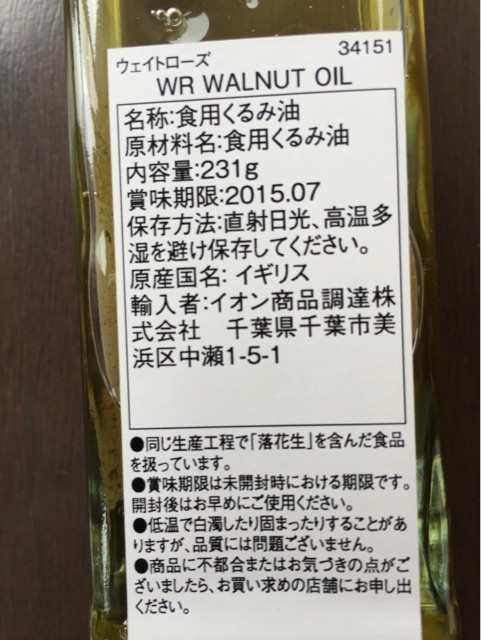 ウェイトローズ 34151
WR WALNUT OIL
名称:食用くるみ油
原材料名:食用くるみ油
内容量:231g
賞味期限:2015.07
保存方法:直射日光、高温多
湿を避け保存してください。
原産国名: イギリス
輸入者:イオン商品調達株
式会社 千葉県千葉市美
浜区中瀬1-5-1
●同じ生産工程で「落花生」を含んだ食品
を扱っています。
●賞味期限は未開封時における期限です。
開封後はお早めにご使用ください。
●低温で白濁したり固まったりすることがあ
りますが、品質には問題ございません。
●商品に不都合またはお気づきの点がご
ざいましたら、お買い求めの店舗にお申し出
ください。